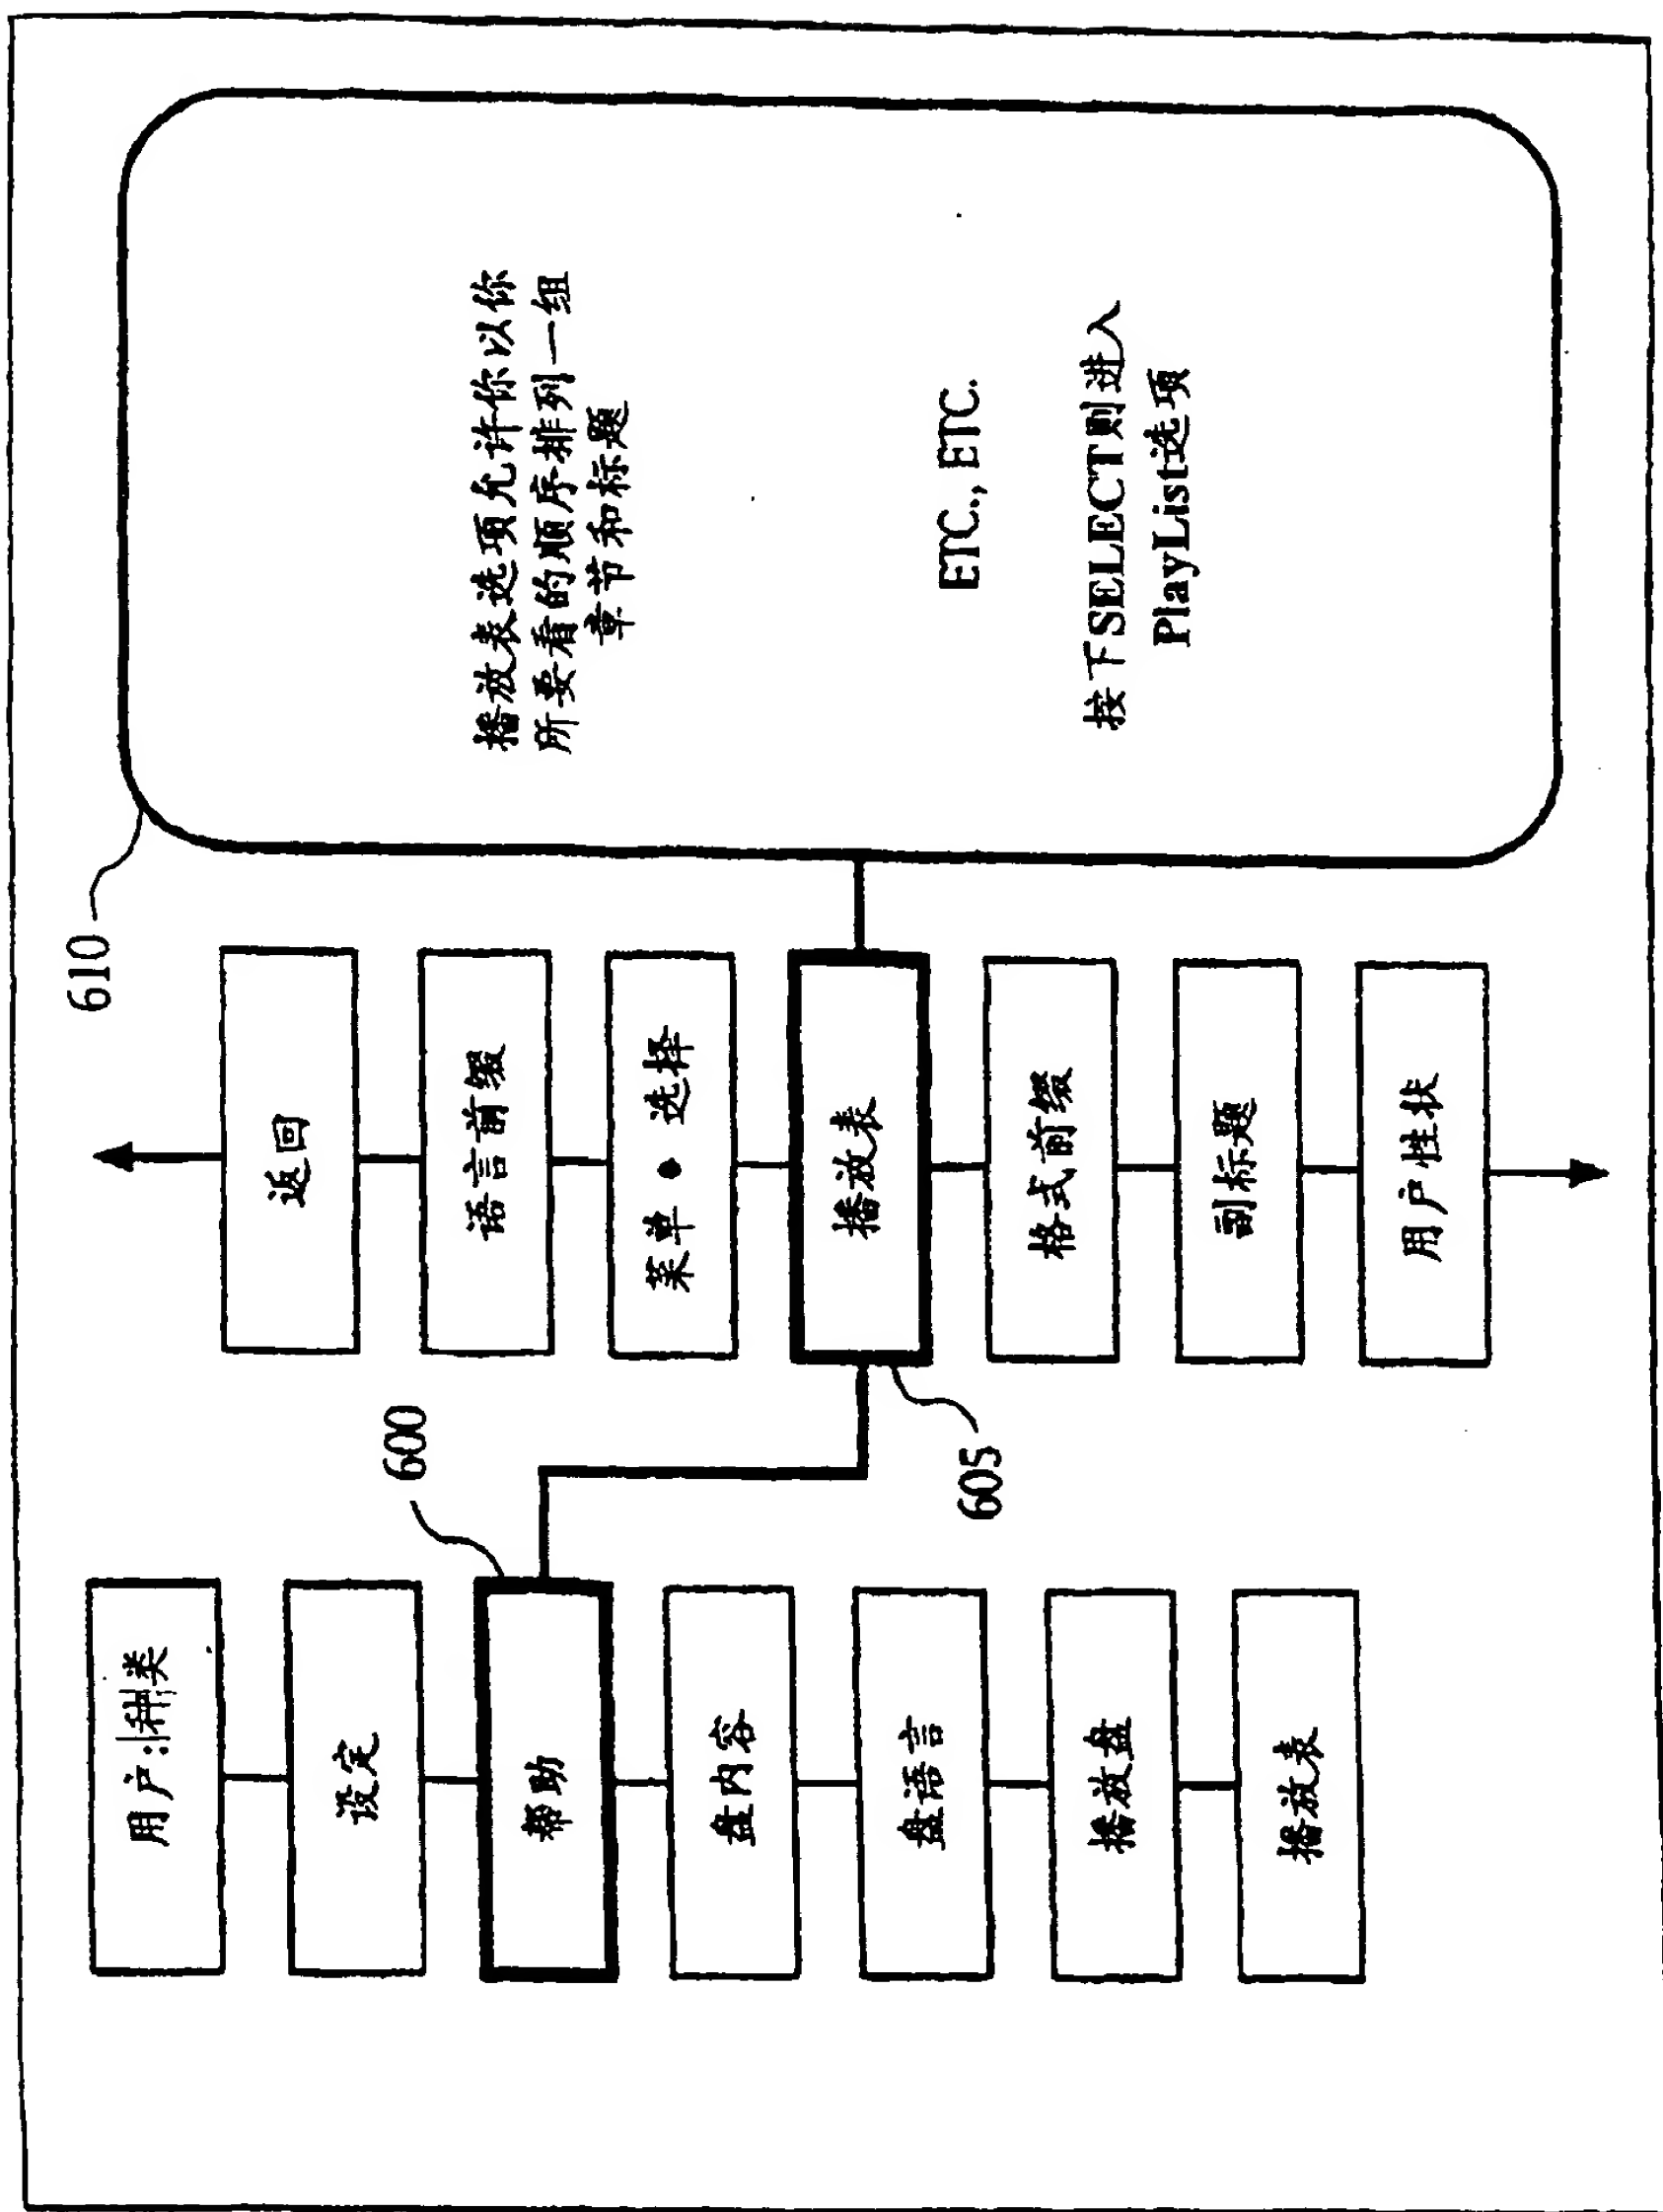 用户:种类
设定
帮助
盘内容
盘语言
播放盘
播放表
600
605
返回
语言前缀
菜单•选择
播放表
格式前缀
副标题
用户性状
610
播放表选项允许你以你
所要看的顺序排列一组
章节和标题
ETC., ETC.
按下SELECT则进入
PlayList选项